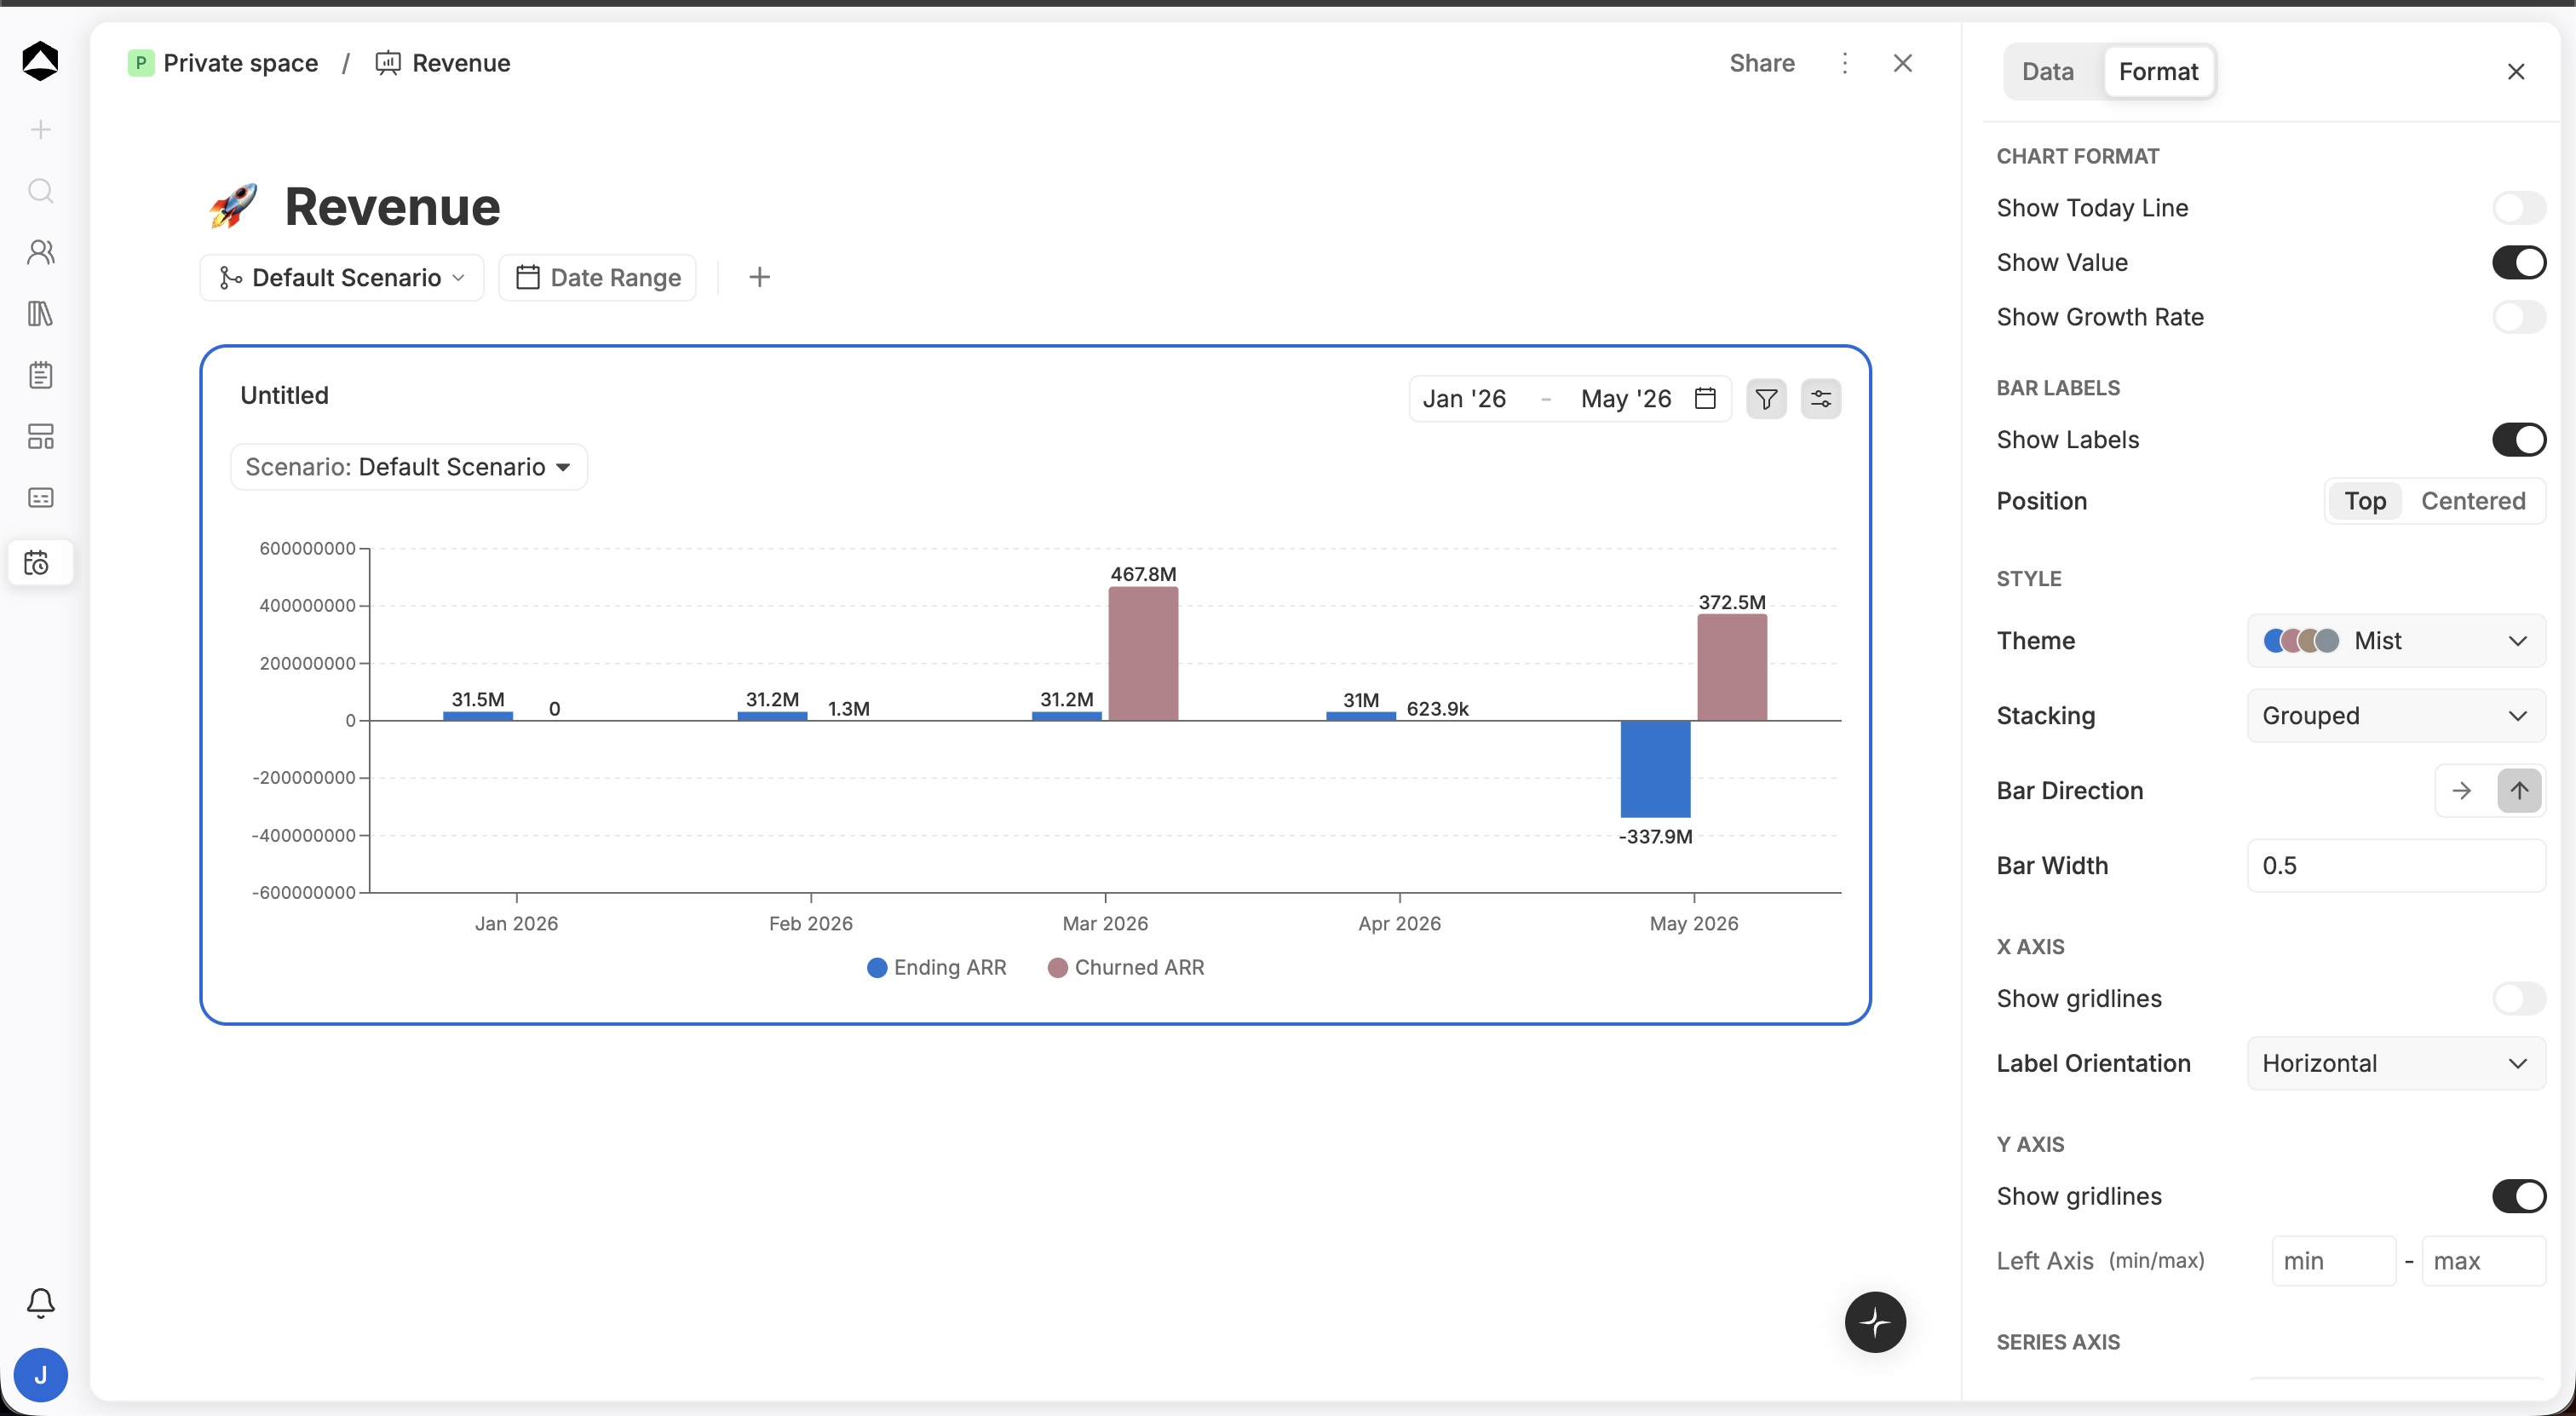 P Private space / Revenue
Share
Data Format
Revenue
Default Scenario
Date Range
Untitled
Jan '26 - May '26
Scenario: Default Scenario
600000000
400000000
200000000
0
-200000000
-400000000
-600000000
31.5M
0
31.2M
1.3M
31.2M
467.8M
31M
623.9k
-337.9M
372.5M
Jan 2026
Feb 2026
Mar 2026
Apr 2026
May 2026
Ending ARR
Churned ARR
J
CHART FORMAT
Show Today Line
Show Value
Show Growth Rate
BAR LABELS
Show Labels
Position Top Centered
STYLE
Theme Mist
Stacking Grouped
Bar Direction
Bar Width 0.5
X AXIS
Show gridlines
Label Orientation Horizontal
Y AXIS
Show gridlines
Left Axis (min/max) min - max
SERIES AXIS